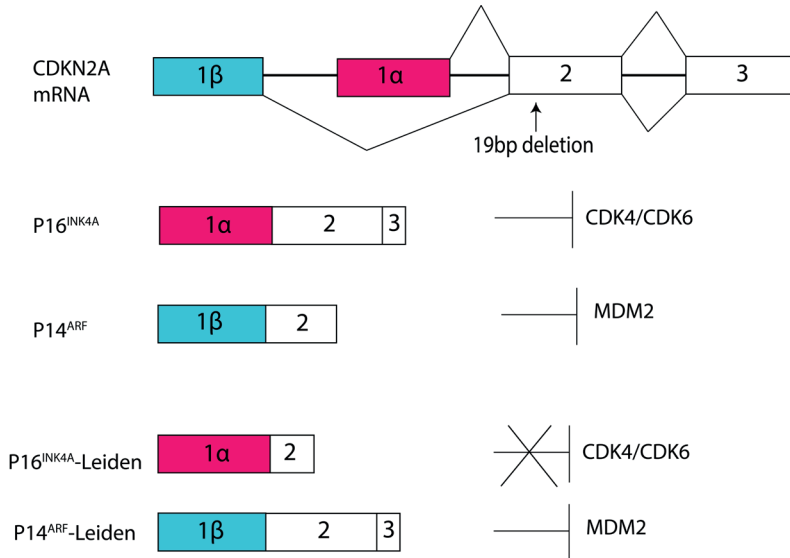 CDKN2A
mRNA
1β
1α
2
3
19bp deletion
P16INK4A
1α
2
3
CDK4/CDK6
P14ARF
1β
2
MDM2
P16INK4A-Leiden
1α
2
CDK4/CDK6
P14ARF-Leiden
1β
2
3
MDM2